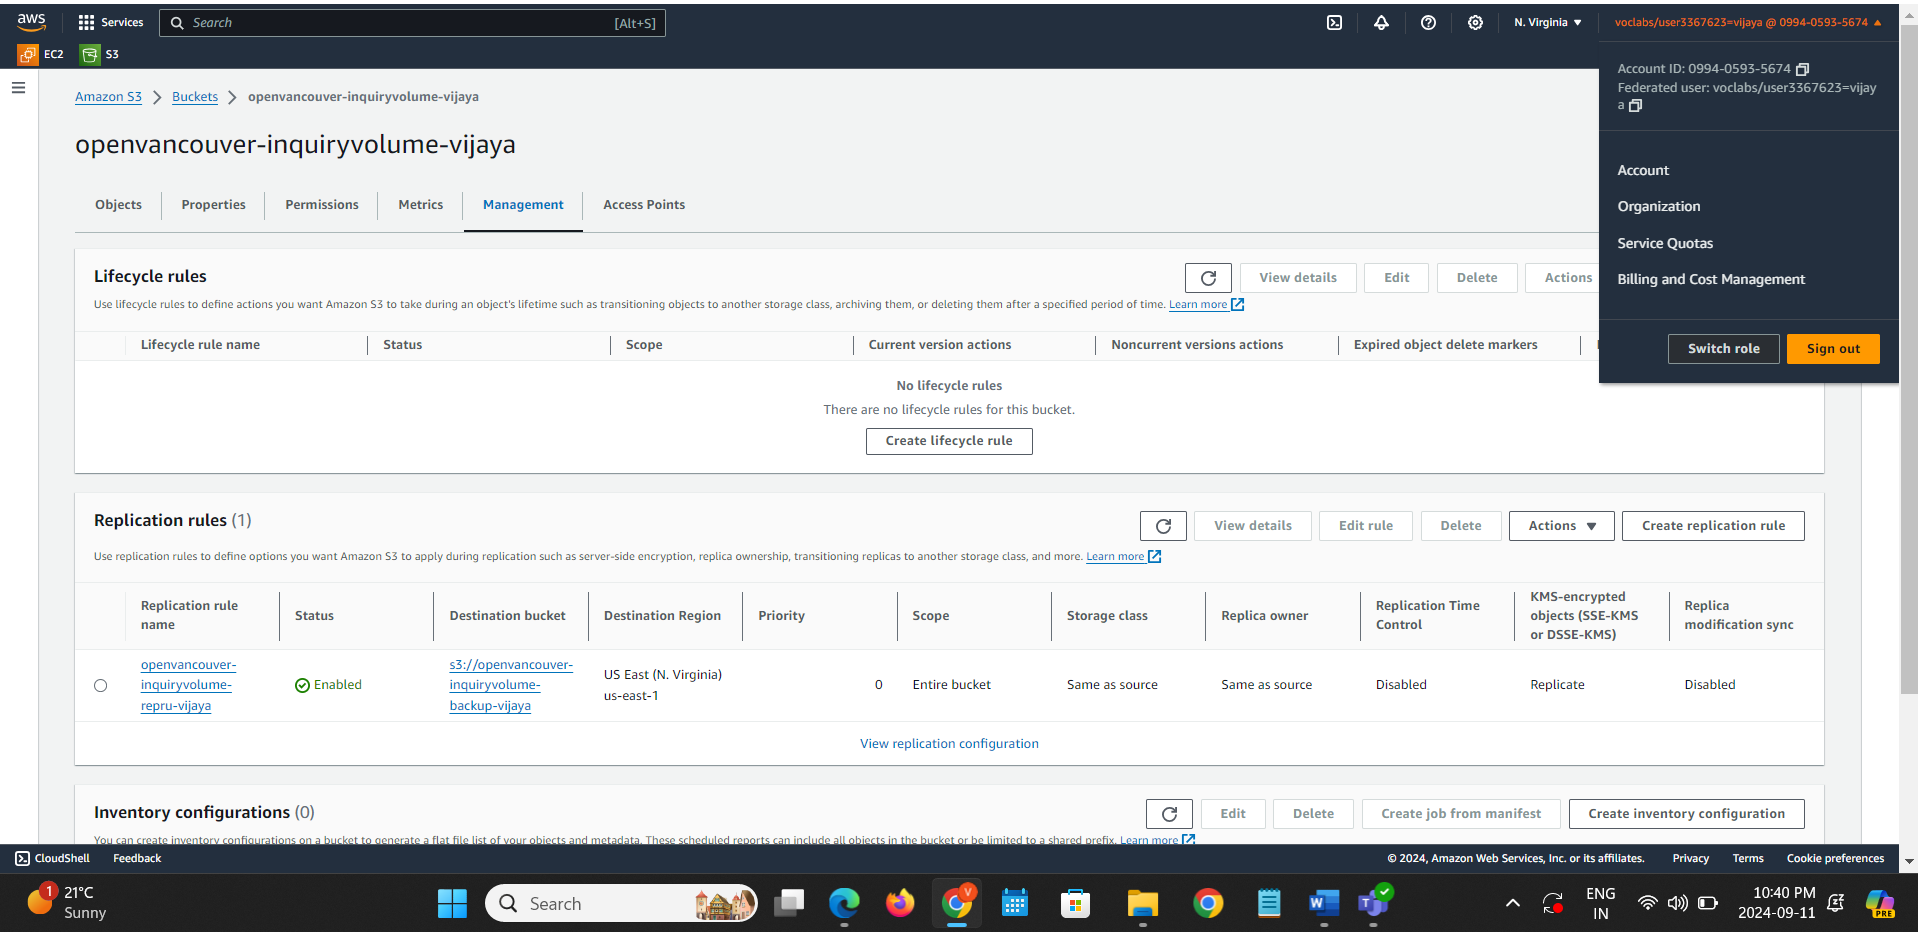 aws
Services
Search
[Alt+S]
N. Virginia
voclabs/user3367623=vijaya @ 0994-0593-5674
EC2
S3
Account ID: 0994-0593-5674
Federated user: voclabs/user3367623=vijay
a
Account
Organization
Service Quotas
Billing and Cost Management
Switch role
Sign out
Amazon S3
Buckets
openvancouver-inquiryvolume-vijaya
openvancouver-inquiryvolume-vijaya
Objects
Properties
Permissions
Metrics
Management
Access Points
Lifecycle rules
View details
Edit
Delete
Actions
Use lifecycle rules to define actions you want Amazon S3 to take during an object's lifetime such as transitioning objects to another storage class, archiving them, or deleting them after a specified period of time. Learn more
Lifecycle rule name
Status
Scope
Current version actions
Noncurrent versions actions
Expired object delete markers
No lifecycle rules
There are no lifecycle rules for this bucket.
Create lifecycle rule
Replication rules (1)
View details
Edit rule
Delete
Actions
Create replication rule
Use replication rules to define options you want Amazon S3 to apply during replication such as server-side encryption, replica ownership, transitioning replicas to another storage class, and more. Learn more
Replication rule
name
Status
Destination bucket
Destination Region
Priority
Scope
Storage class
Replica owner
Replication Time
Control
KMS-encrypted
objects (SSE-KMS
or DSSE-KMS)
Replica
modification sync
openvancouver-
inquiryvolume-
repru-vijaya
Enabled
s3://openvancouver-
inquiryvolume-
backup-vijaya
US East (N. Virginia)
us-east-1
0
Entire bucket
Same as source
Same as source
Disabled
Replicate
Disabled
View replication configuration
Inventory configurations (0)
Edit
Delete
Create job from manifest
Create inventory configuration
You can create inventory configurations on a bucket to generate a flat file list of your objects and metadata. These scheduled reports can include all objects in the bucket or be limited to a shared prefix. Learn more
CloudShell
Feedback
© 2024, Amazon Web Services, Inc. or its affiliates.
Privacy
Terms
Cookie preferences
1
21°C
Sunny
Search
V
W
T
ENG
IN
10:40 PM
2024-09-11
PRE